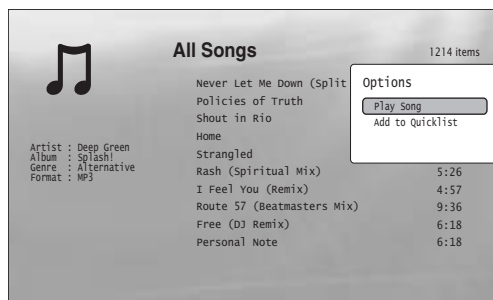 All Songs
1214 items
Never Let Me Down (Split
Policies of Truth
Shout in Rio
Home
Strangled
Rash (Spiritual Mix) 5:26
I Feel You (Remix) 4:57
Route 57 (Beatmasters Mix) 9:36
Free (DJ Remix) 6:18
Personal Note 6:18
Options
Play Song
Add to Quicklist
Artist : Deep Green
Album : Splash!
Genre : Alternative
Format : MP3